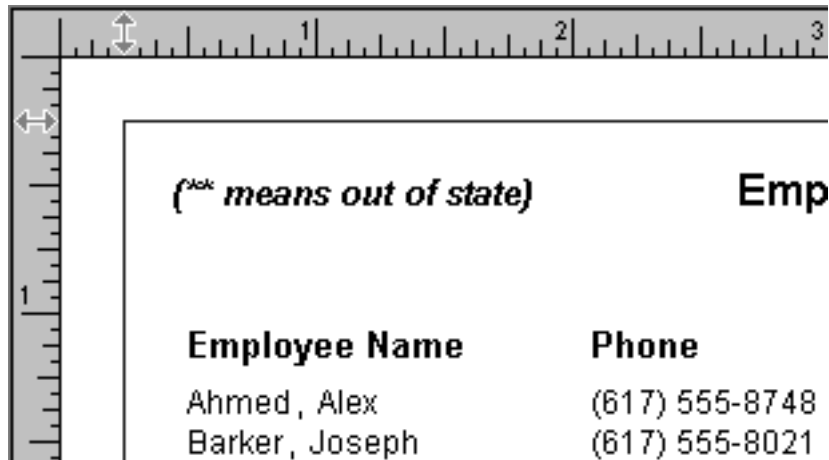 1 2 3
(** means out of state) Emp
1
Employee Name Phone
Ahmed, Alex (617) 555-8748
Barker, Joseph (617) 555-8021